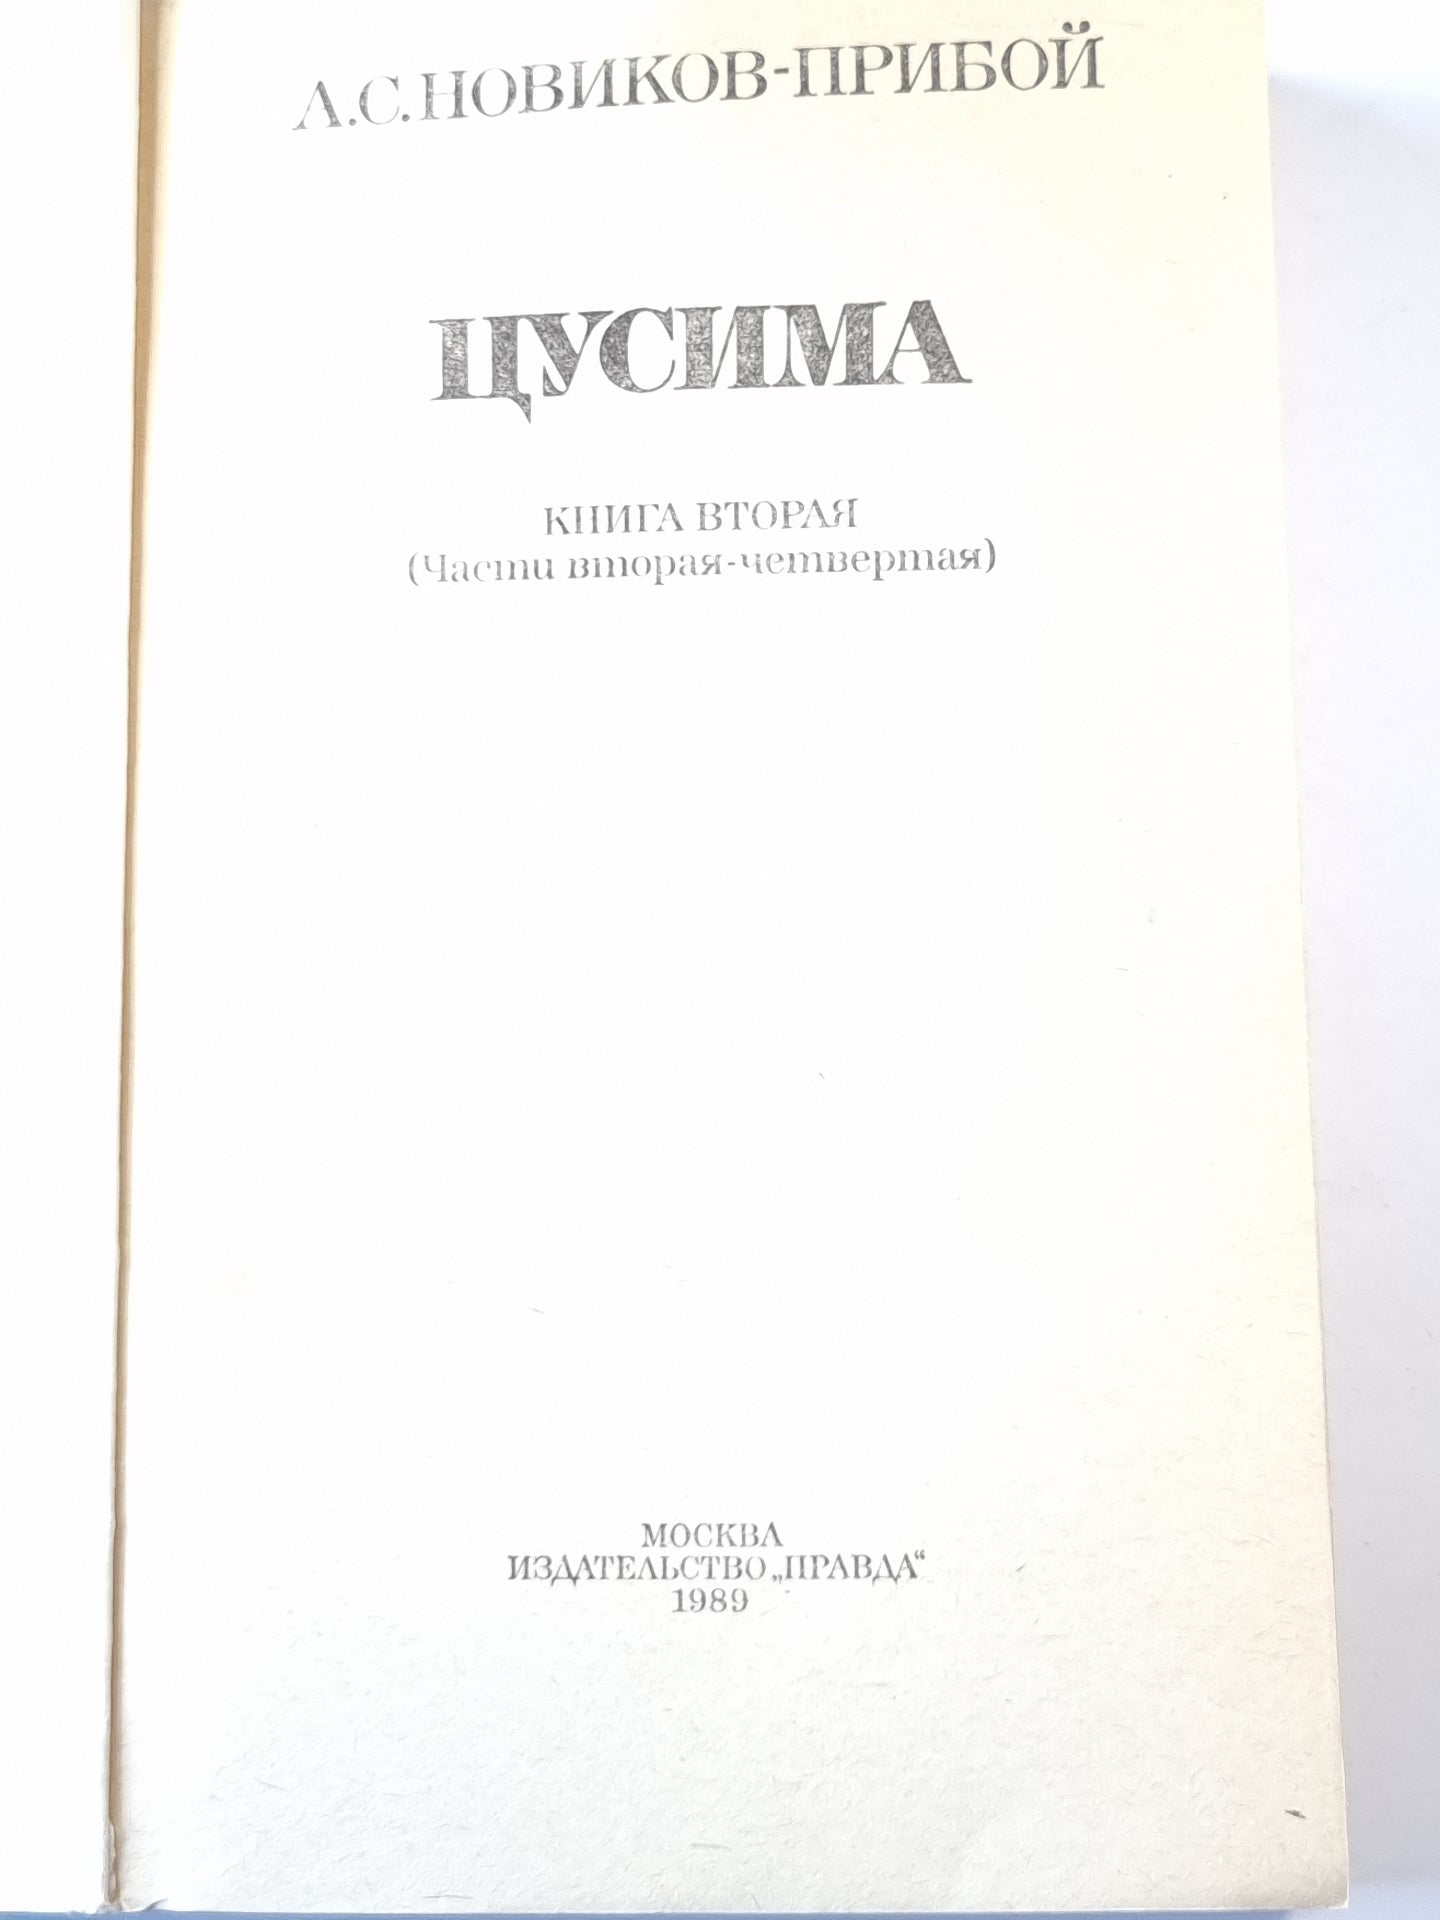 А.С.НОВИКОВ-ПРИБОЙ
ЦУСИМА
КНИГА ВТОРАЯ
(Части вторая-четвертая)
МОСКВА
ИЗДАТЕЛЬСТВО „ПРАВДА“
1989